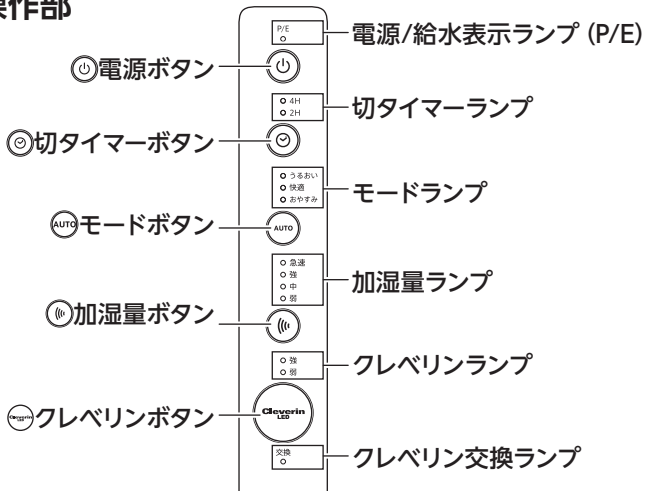 操作部
P/E
電源/給水表示ランプ (P/E)
電源ボタン
4H
2H
切タイマーランプ
切タイマーボタン
うるおい
快適
おやすみ
モードランプ
AUTO モードボタン
AUTO
急速
強
中
弱
加湿量ランプ
加湿量ボタン
強
弱
クレベリンランプ
Cleverin
LED
クレベリンボタン
Cleverin
LED
交換
クレベリン交換ランプ